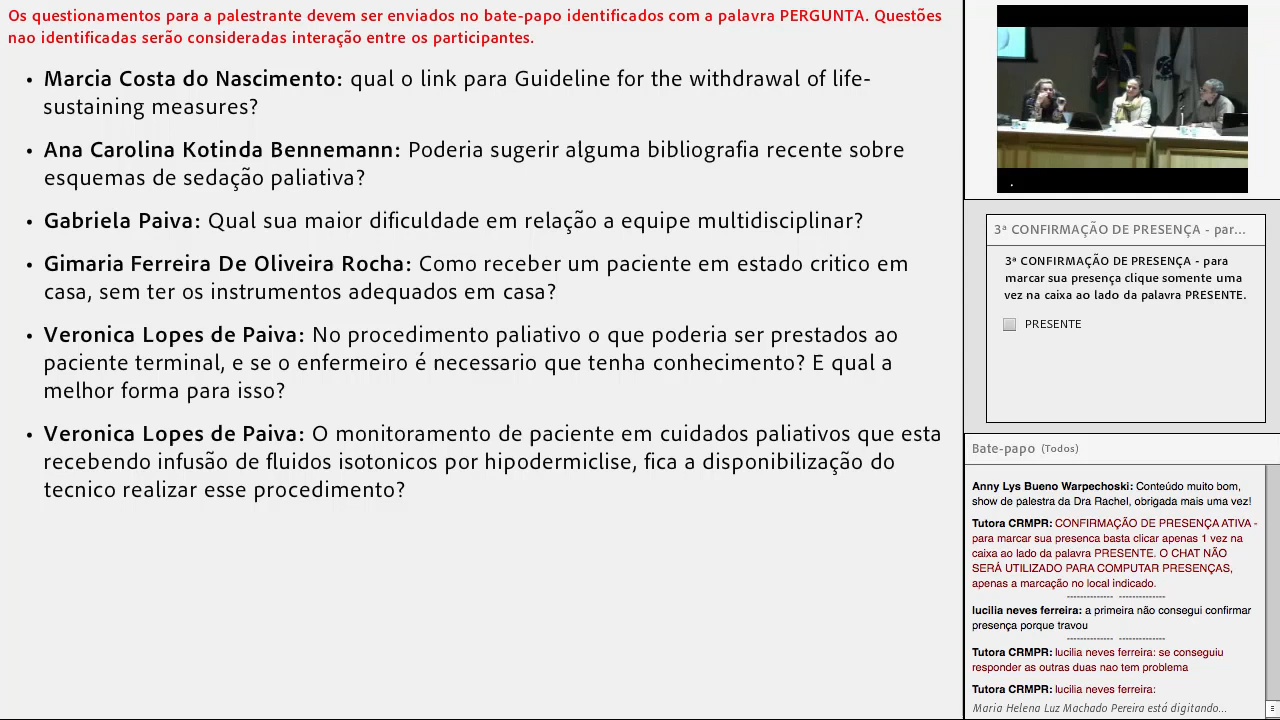 Os questionamentos para a palestrante devem ser enviados no bate-papo identificados com a palavra PERGUNTA. Questões
nao identificadas serão consideradas interação entre os participantes.
• Marcia Costa do Nascimento: qual o link para Guideline for the withdrawal of life-
sustaining measures?
• Ana Carolina Kotinda Bennemann: Poderia sugerir alguma bibliografia recente sobre
esquemas de sedação paliativa?
• Gabriela Paiva: Qual sua maior dificuldade em relação a equipe multidisciplinar?
• Gimaria Ferreira De Oliveira Rocha: Como receber um paciente em estado critico em
casa, sem ter os instrumentos adequados em casa?
• Veronica Lopes de Paiva: No procedimento paliativo o que poderia ser prestados ao
paciente terminal, e se o enfermeiro é necessario que tenha conhecimento? E qual a
melhor forma para isso?
• Veronica Lopes de Paiva: O monitoramento de paciente em cuidados paliativos que esta
recebendo infusão de fluidos isotonicos por hipodermiclise, fica a disponibilização do
tecnico realizar esse procedimento?
3ª CONFIRMAÇÃO DE PRESENÇA - par...
3ª CONFIRMAÇÃO DE PRESENÇA - para
marcar sua presença clique somente uma
vez na caixa ao lado da palavra PRESENTE.
PRESENTE
Bate-papo (Todos)
Anny Lys Bueno Warpechoski: Conteúdo muito bom,
show de palestra da Dra Rachel, obrigada mais uma vez!
Tutora CRMPR: CONFIRMAÇÃO DE PRESENÇA ATIVA -
para marcar sua presenca basta clicar apenas 1 vez na
caixa ao lado da palavra PRESENTE. O CHAT NÃO
SERÁ UTILIZADO PARA COMPUTAR PRESENÇAS,
apenas a marcação no local indicado.
-------------- --------------
lucilia neves ferreira: a primeira não consegui confirmar
presença porque travou
-------------- --------------
Tutora CRMPR: lucilia neves ferreira: se conseguiu
responder as outras duas nao tem problema
Tutora CRMPR: lucilia neves ferreira:
Maria Helena Luz Machado Pereira está digitando...